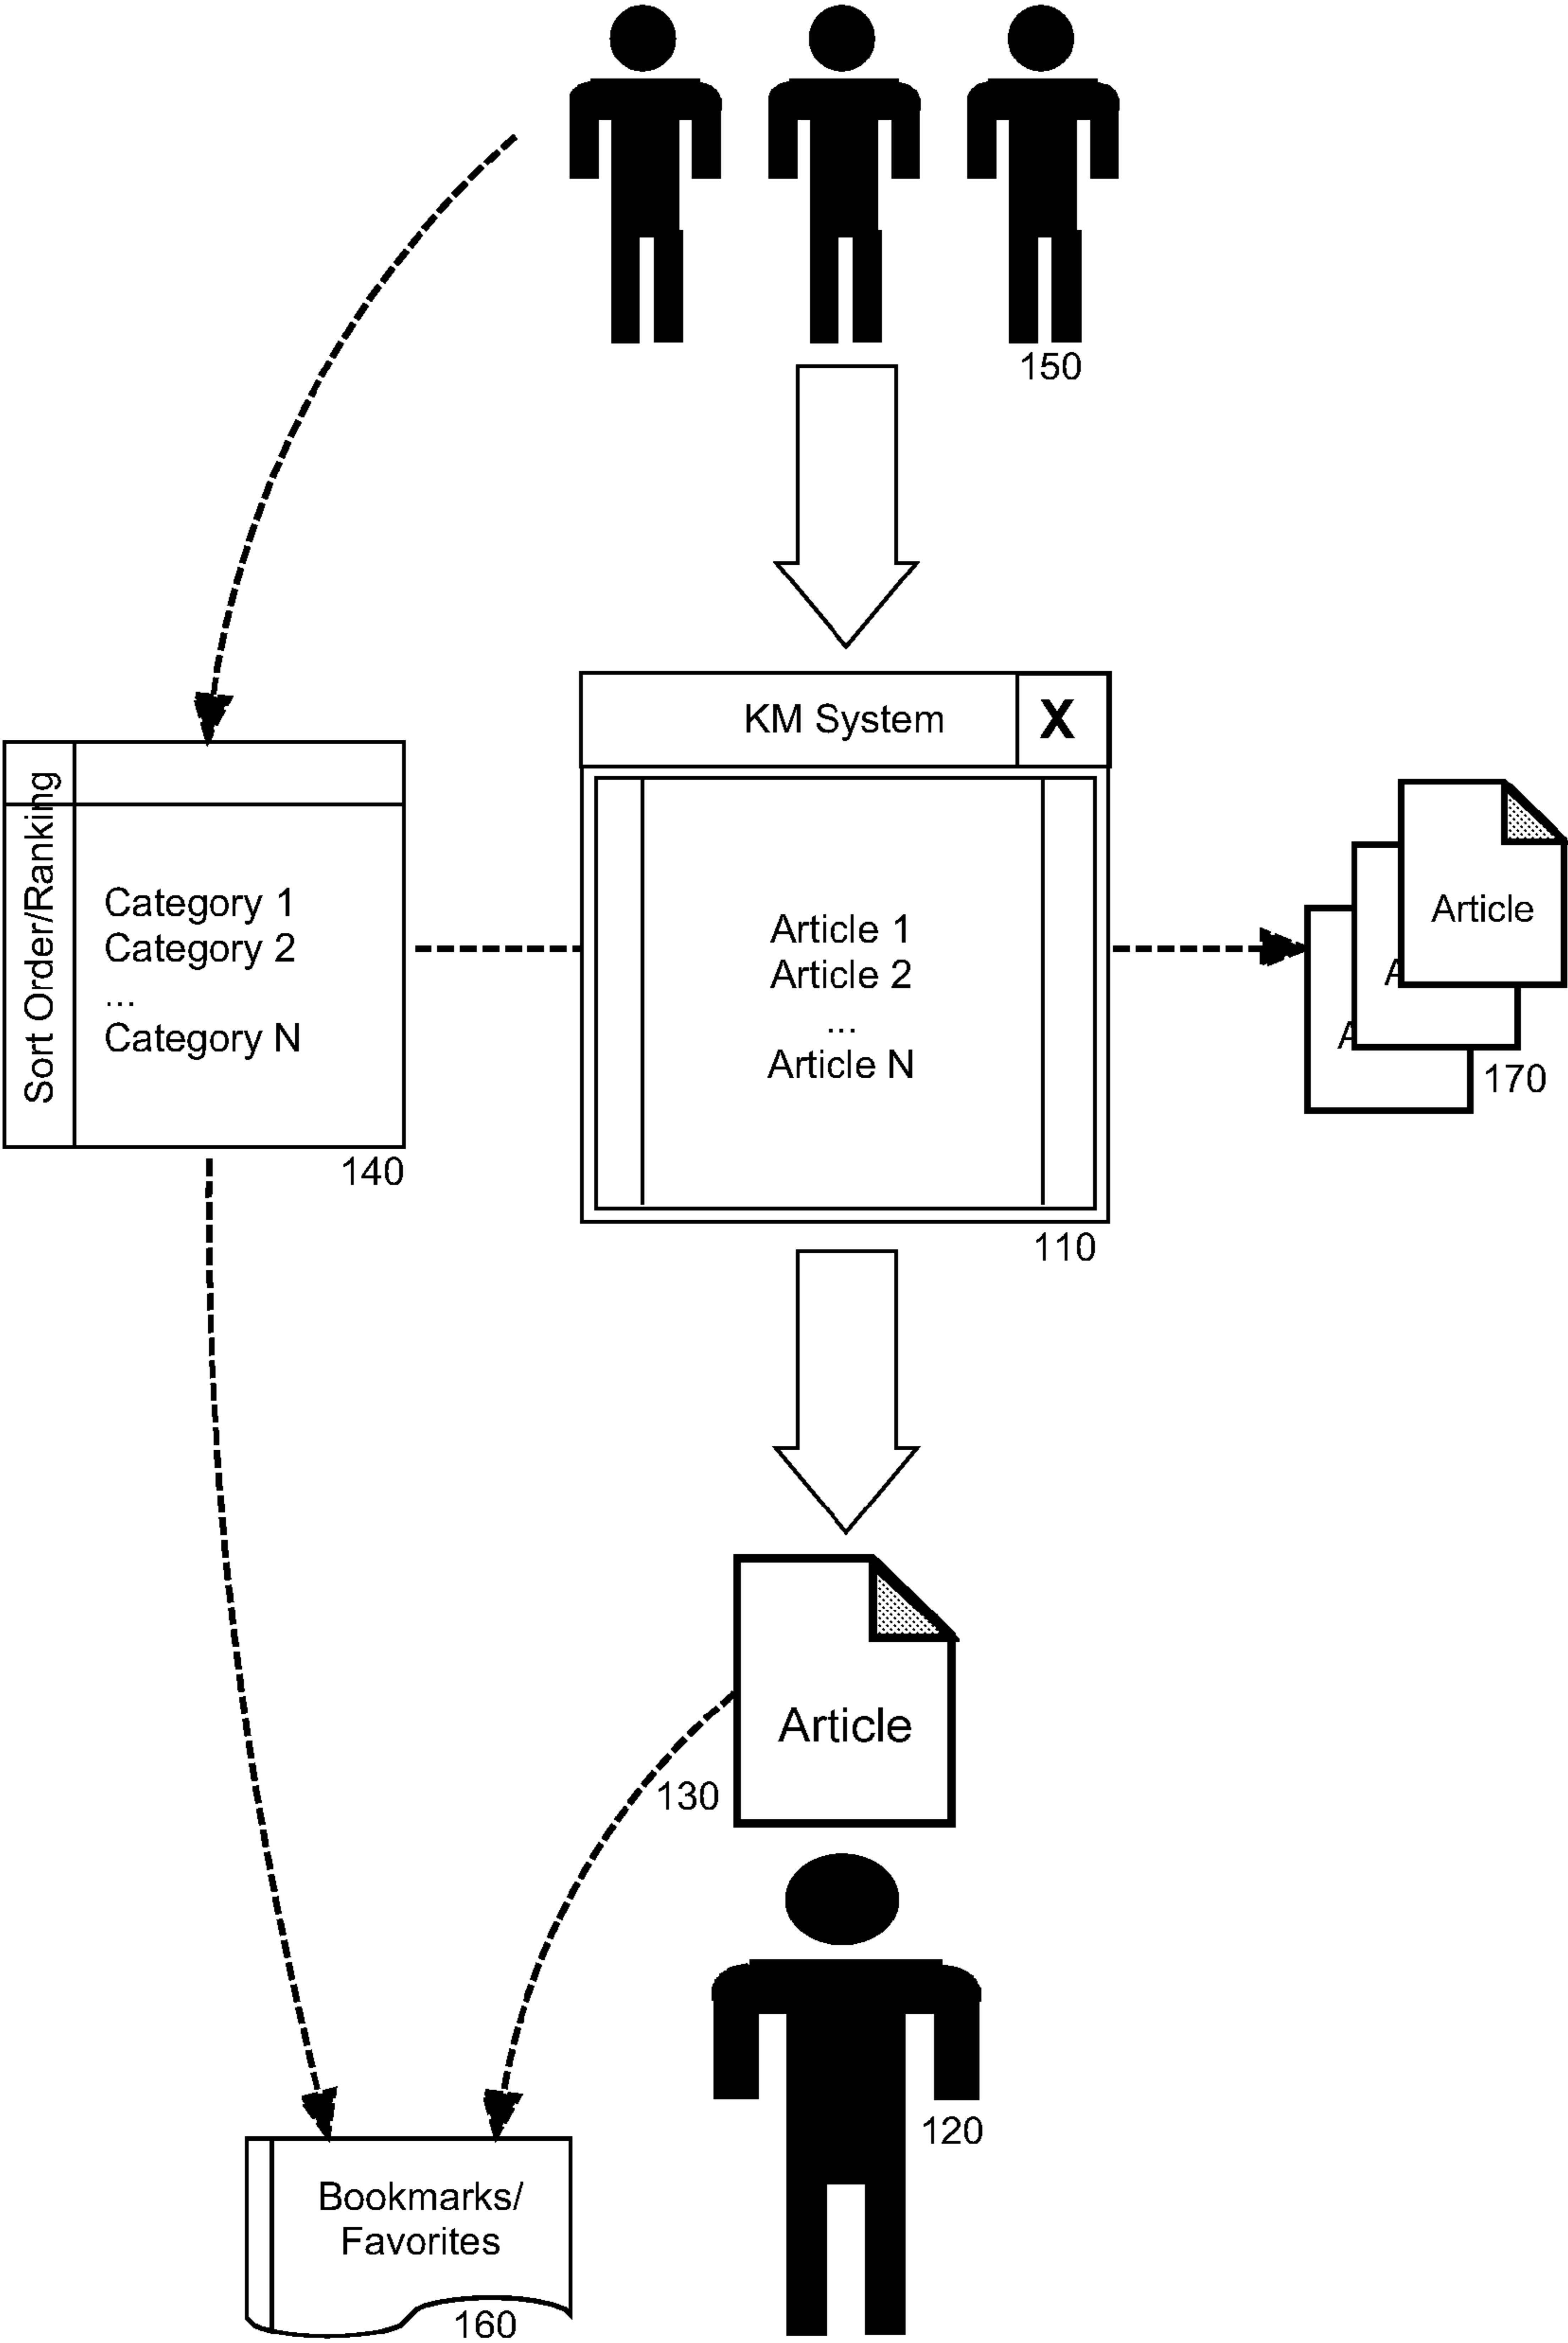 150
KM System X
Sort Order/Ranking
Category 1
Category 2
...
Category N
140
Article 1
Article 2
...
Article N
110
Article
A
A
170
Article
130
120
Bookmarks/
Favorites
160